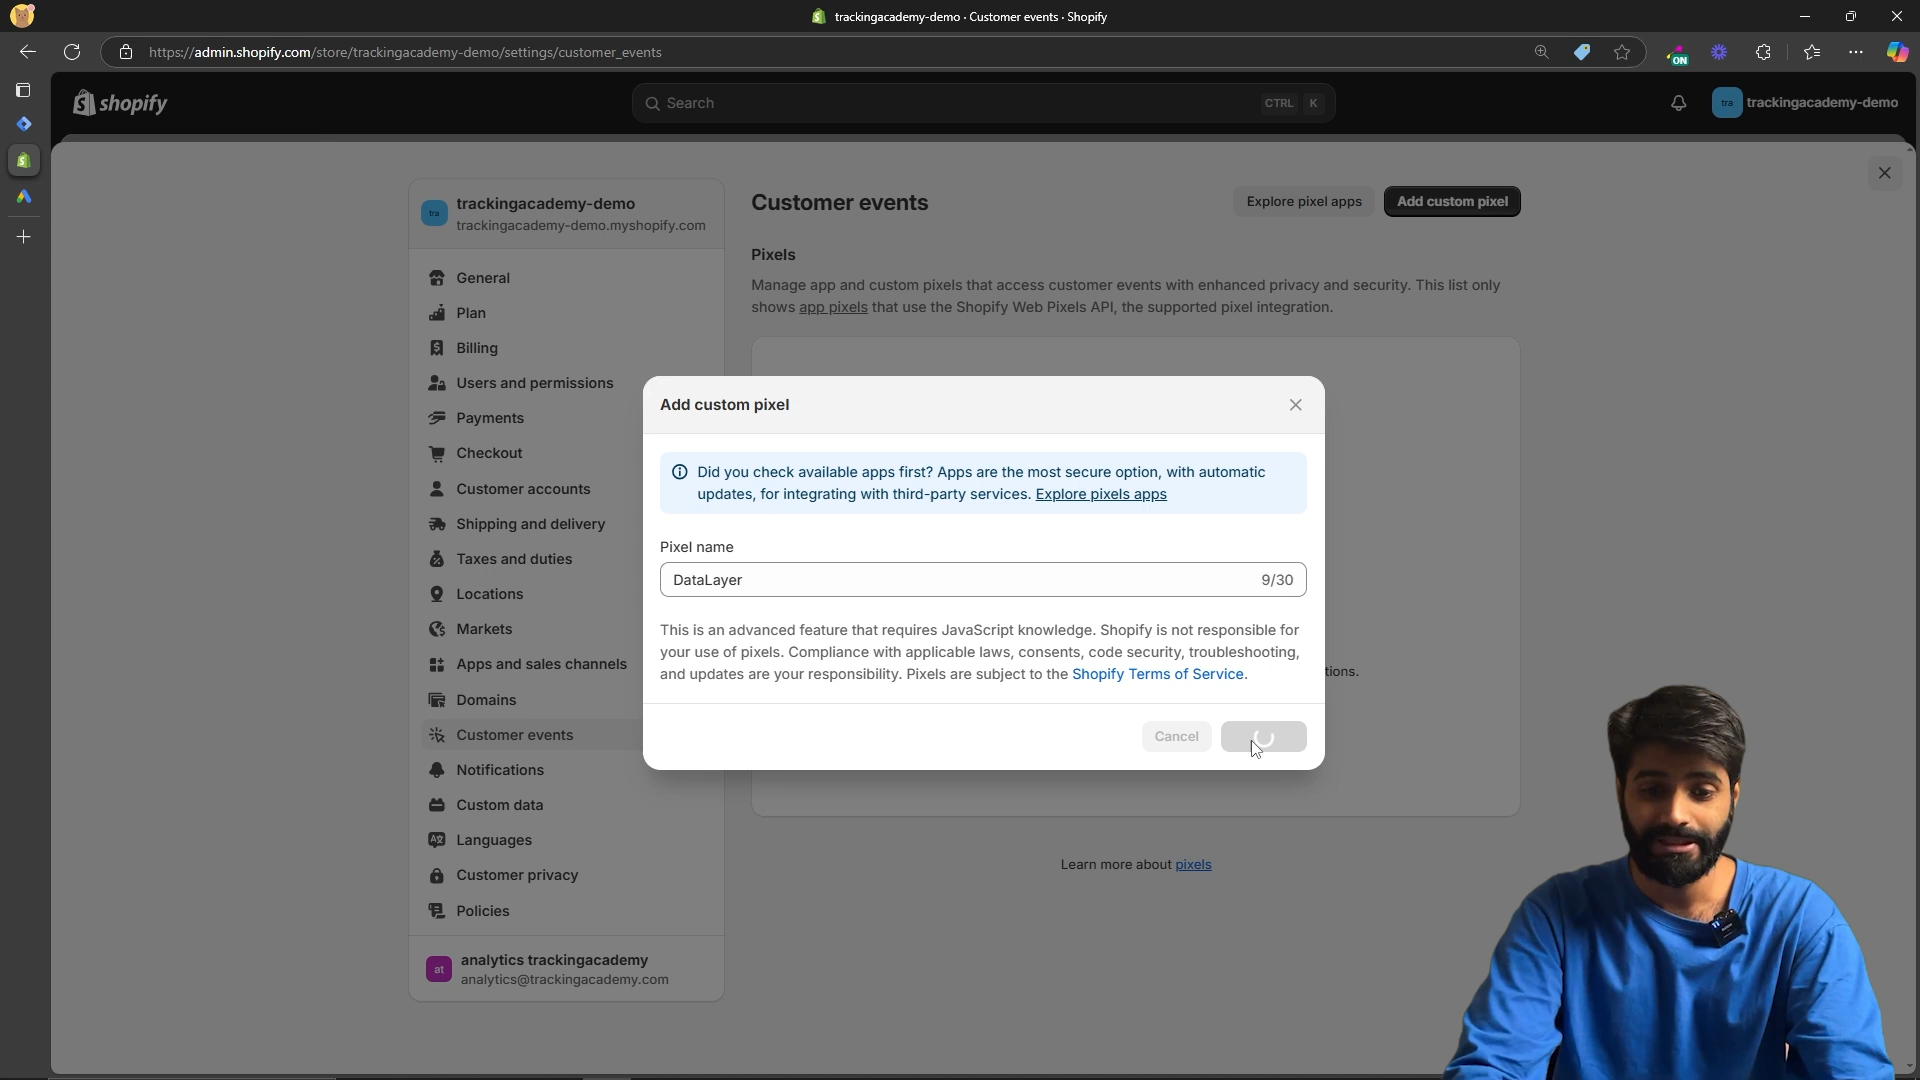 trackingacademy-demo · Customer events · Shopify
https://admin.shopify.com/store/trackingacademy-demo/settings/customer_events
ON
shopify
Search
CTRL K
tra
trackingacademy-demo
tra
trackingacademy-demo
trackingacademy-demo.myshopify.com
General
Plan
Billing
Users and permissions
Payments
Checkout
Customer accounts
Shipping and delivery
Taxes and duties
Locations
Markets
Apps and sales channels
Domains
Customer events
Notifications
Custom data
Languages
Customer privacy
Policies
at
analytics trackingacademy
analytics@trackingacademy.com
Customer events
Explore pixel apps
Add custom pixel
Pixels
Manage app and custom pixels that access customer events with enhanced privacy and security. This list only
shows app pixels that use the Shopify Web Pixels API, the supported pixel integration.
Add custom pixel
Did you check available apps first? Apps are the most secure option, with automatic
updates, for integrating with third-party services. Explore pixels apps
Pixel name
DataLayer
9/30
This is an advanced feature that requires JavaScript knowledge. Shopify is not responsible for
your use of pixels. Compliance with applicable laws, consents, code security, troubleshooting,
and updates are your responsibility. Pixels are subject to the Shopify Terms of Service.
tions.
Cancel
Learn more about pixels